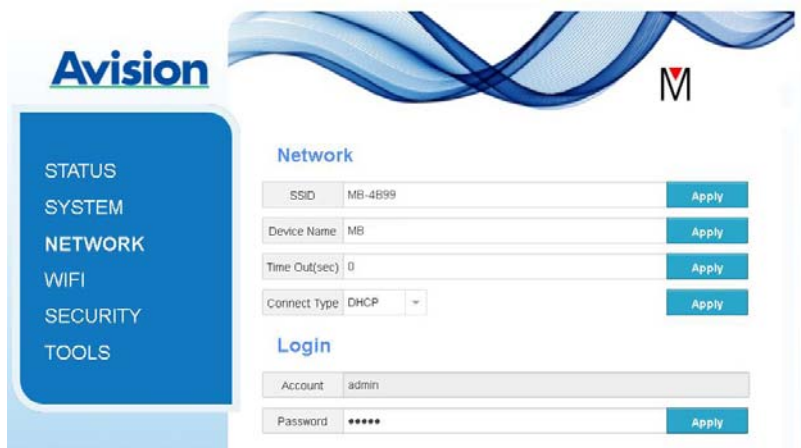 Avision
M
STATUS
SYSTEM
NETWORK
WIFI
SECURITY
TOOLS
Network
SSID MB-4B99 Apply
Device Name MB Apply
Time Out(sec) 0 Apply
Connect Type DHCP Apply
Login
Account admin
Password ••••• Apply